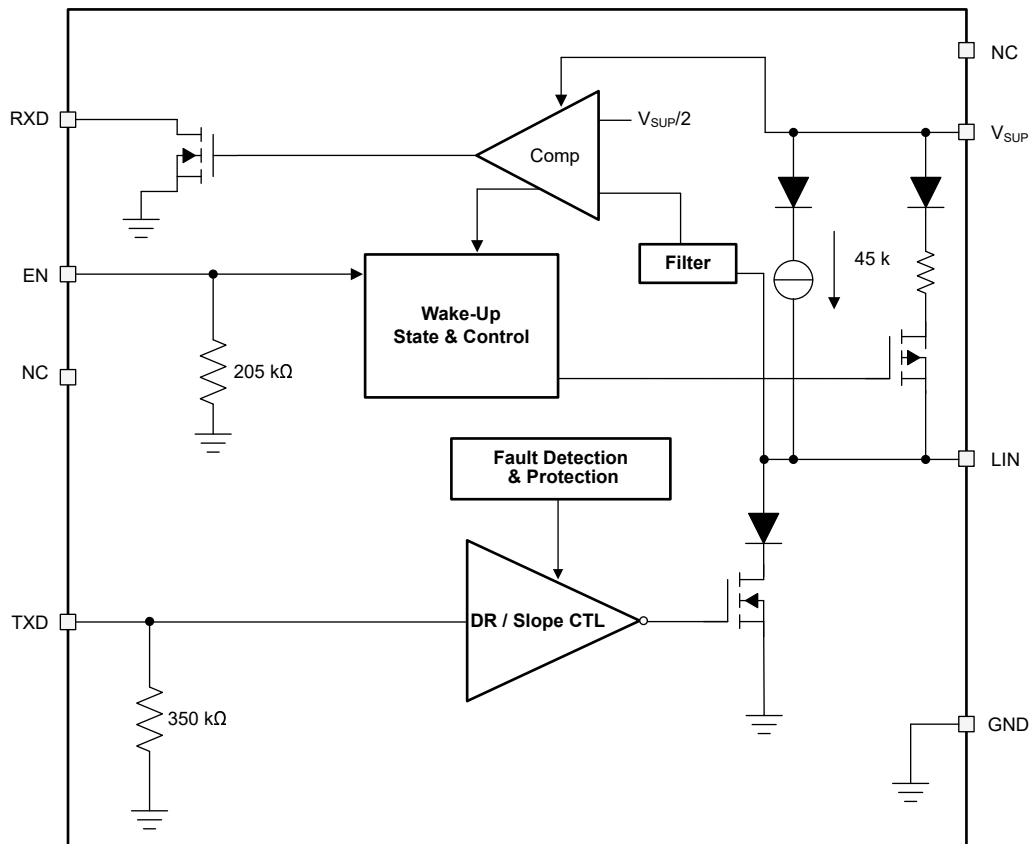 NC
RXD
V_SUP/2
V_SUP
Comp
EN
Filter
45 k
Wake-Up
State & Control
NC
205 kΩ
Fault Detection
& Protection
LIN
TXD
DR / Slope CTL
350 kΩ
GND